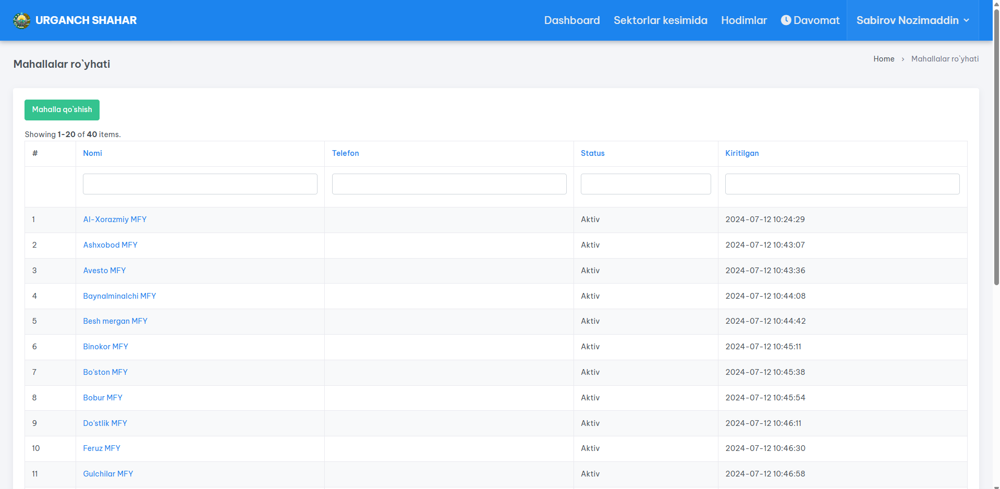 URGANCH SHAHAR Dashboard Sektorlar kesimida Hodimlar Davomat Sabirov Nozimaddin
Mahallalar ro`yhati Home › Mahallalar ro`yhati
Mahalla qo`shish
Showing 1-20 of 40 items.
# Nomi Telefon Status Kiritilgan
1 Al-Xorazmiy MFY Aktiv 2024-07-12 10:24:29
2 Ashxobod MFY Aktiv 2024-07-12 10:43:07
3 Avesto MFY Aktiv 2024-07-12 10:43:36
4 Baynalminalchi MFY Aktiv 2024-07-12 10:44:08
5 Besh mergan MFY Aktiv 2024-07-12 10:44:42
6 Binokor MFY Aktiv 2024-07-12 10:45:11
7 Bo'ston MFY Aktiv 2024-07-12 10:45:38
8 Bobur MFY Aktiv 2024-07-12 10:45:54
9 Do'stlik MFY Aktiv 2024-07-12 10:46:11
10 Feruz MFY Aktiv 2024-07-12 10:46:30
11 Gulchilar MFY Aktiv 2024-07-12 10:46:58